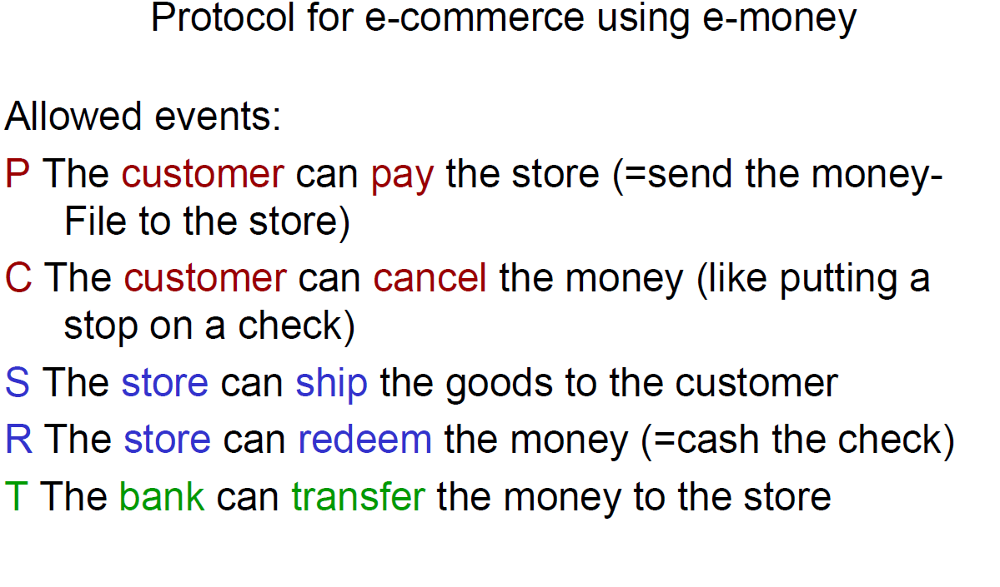 Protocol for e-commerce using e-money
Allowed events:
P The customer can pay the store (=send the money-
File to the store)
C The customer can cancel the money (like putting a
stop on a check)
S The store can ship the goods to the customer
R The store can redeem the money (=cash the check)
T The bank can transfer the money to the store